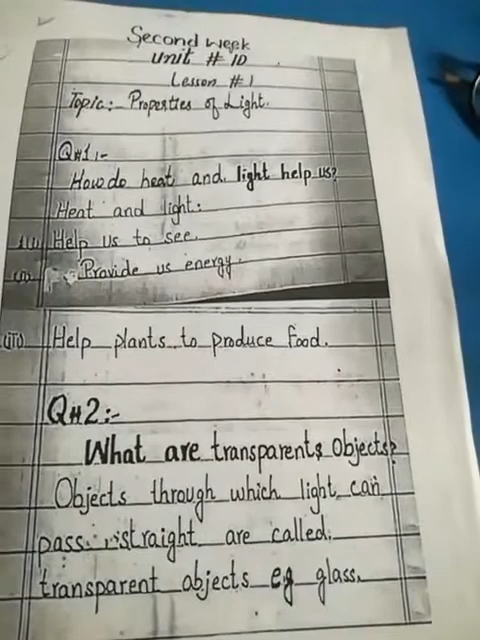 Second week
Unit # 10
Lesson # 1
Topic:- Properties of Light.
Q#1:-
How do heat and light help us?
Heat and light:
(i) Help us to see.
(ii) Provide us energy.
(iii) Help plants to produce food.
Q#2:-
What are transparents Objects?
Objects through which light can
pass straight are called
transparent objects eg glass.